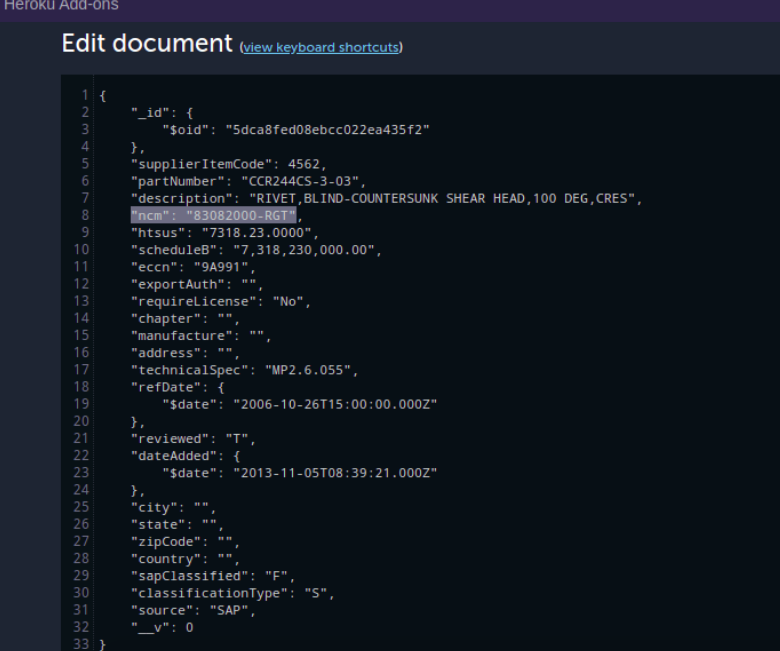 Heroku Add-ons
Edit document (view keyboard shortcuts)
1 {
2 "_id": {
3 "$oid": "5dca8fed08ebcc022ea435f2"
4 },
5 "supplierItemCode": 4562,
6 "partNumber": "CCR244CS-3-03",
7 "description": "RIVET,BLIND-COUNTERSUNK SHEAR HEAD,100 DEG,CRES",
8 "ncm": "83082000-RGT",
9 "htsus": "7318.23.0000",
10 "scheduleB": "7,318,230,000.00",
11 "eccn": "9A991",
12 "exportAuth": "",
13 "requireLicense": "No",
14 "chapter": "",
15 "manufacture": "",
16 "address": "",
17 "technicalSpec": "MP2.6.055",
18 "refDate": {
19 "$date": "2006-10-26T15:00:00.000Z"
20 },
21 "reviewed": "T",
22 "dateAdded": {
23 "$date": "2013-11-05T08:39:21.000Z"
24 },
25 "city": "",
26 "state": "",
27 "zipCode": "",
28 "country": "",
29 "sapClassified": "F",
30 "classificationType": "S",
31 "source": "SAP",
32 "__v": 0
33 }